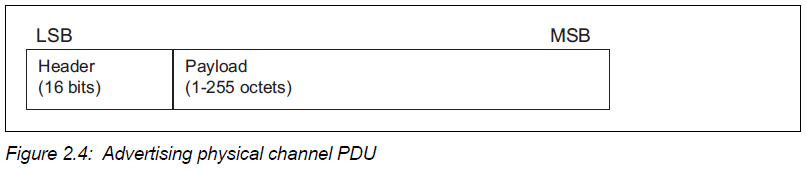 LSB MSB
Header Payload
(16 bits) (1-255 octets)
Figure 2.4: Advertising physical channel PDU